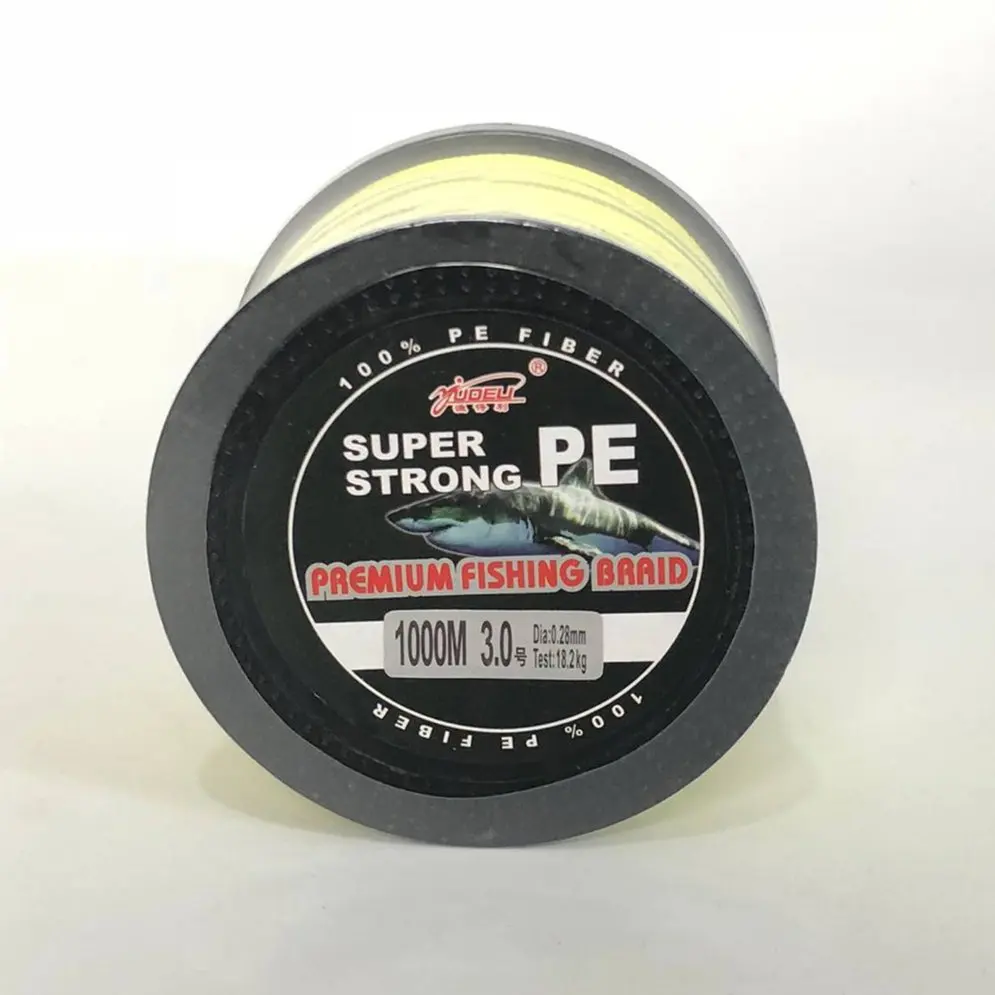 100% PE FIBER
YUDELI®
SUPER
STRONG PE
PREMIUM FISHING BRAID
1000M 3.0号 Dia:0.28mm
Test:18.2kg
100% PE FIBER